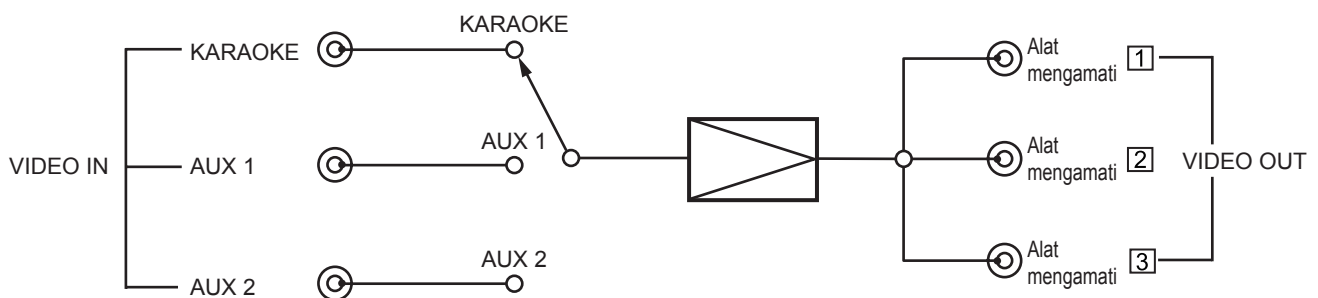 VIDEO IN
KARAOKE
AUX 1
AUX 2
KARAOKE
AUX 1
AUX 2
Alat
mengamati 1
Alat
mengamati 2
Alat
mengamati 3
VIDEO OUT